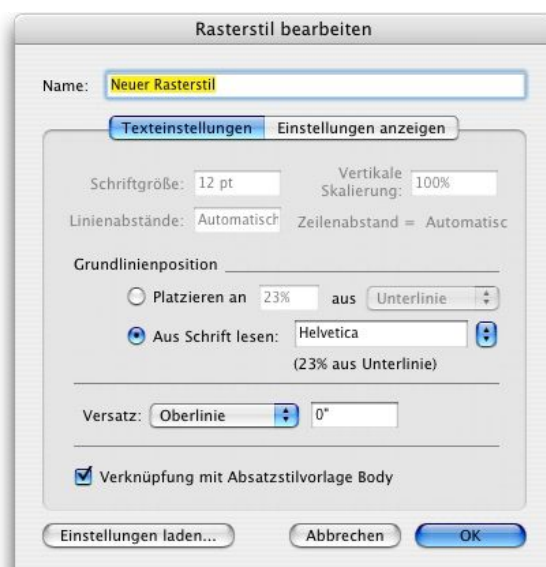 Rasterstil bearbeiten
Name: Neuer Rasterstil
Texteinstellungen Einstellungen anzeigen
Schriftgröße: 12 pt Vertikale Skalierung: 100%
Linienabstände: Automatisch Zeilenabstand = Automatisc
Grundlinienposition
Platzieren an 23% aus Unterlinie
Aus Schrift lesen: Helvetica
(23% aus Unterlinie)
Versatz: Oberlinie 0"
Verknüpfung mit Absatzstilvorlage Body
Einstellungen laden... Abbrechen OK